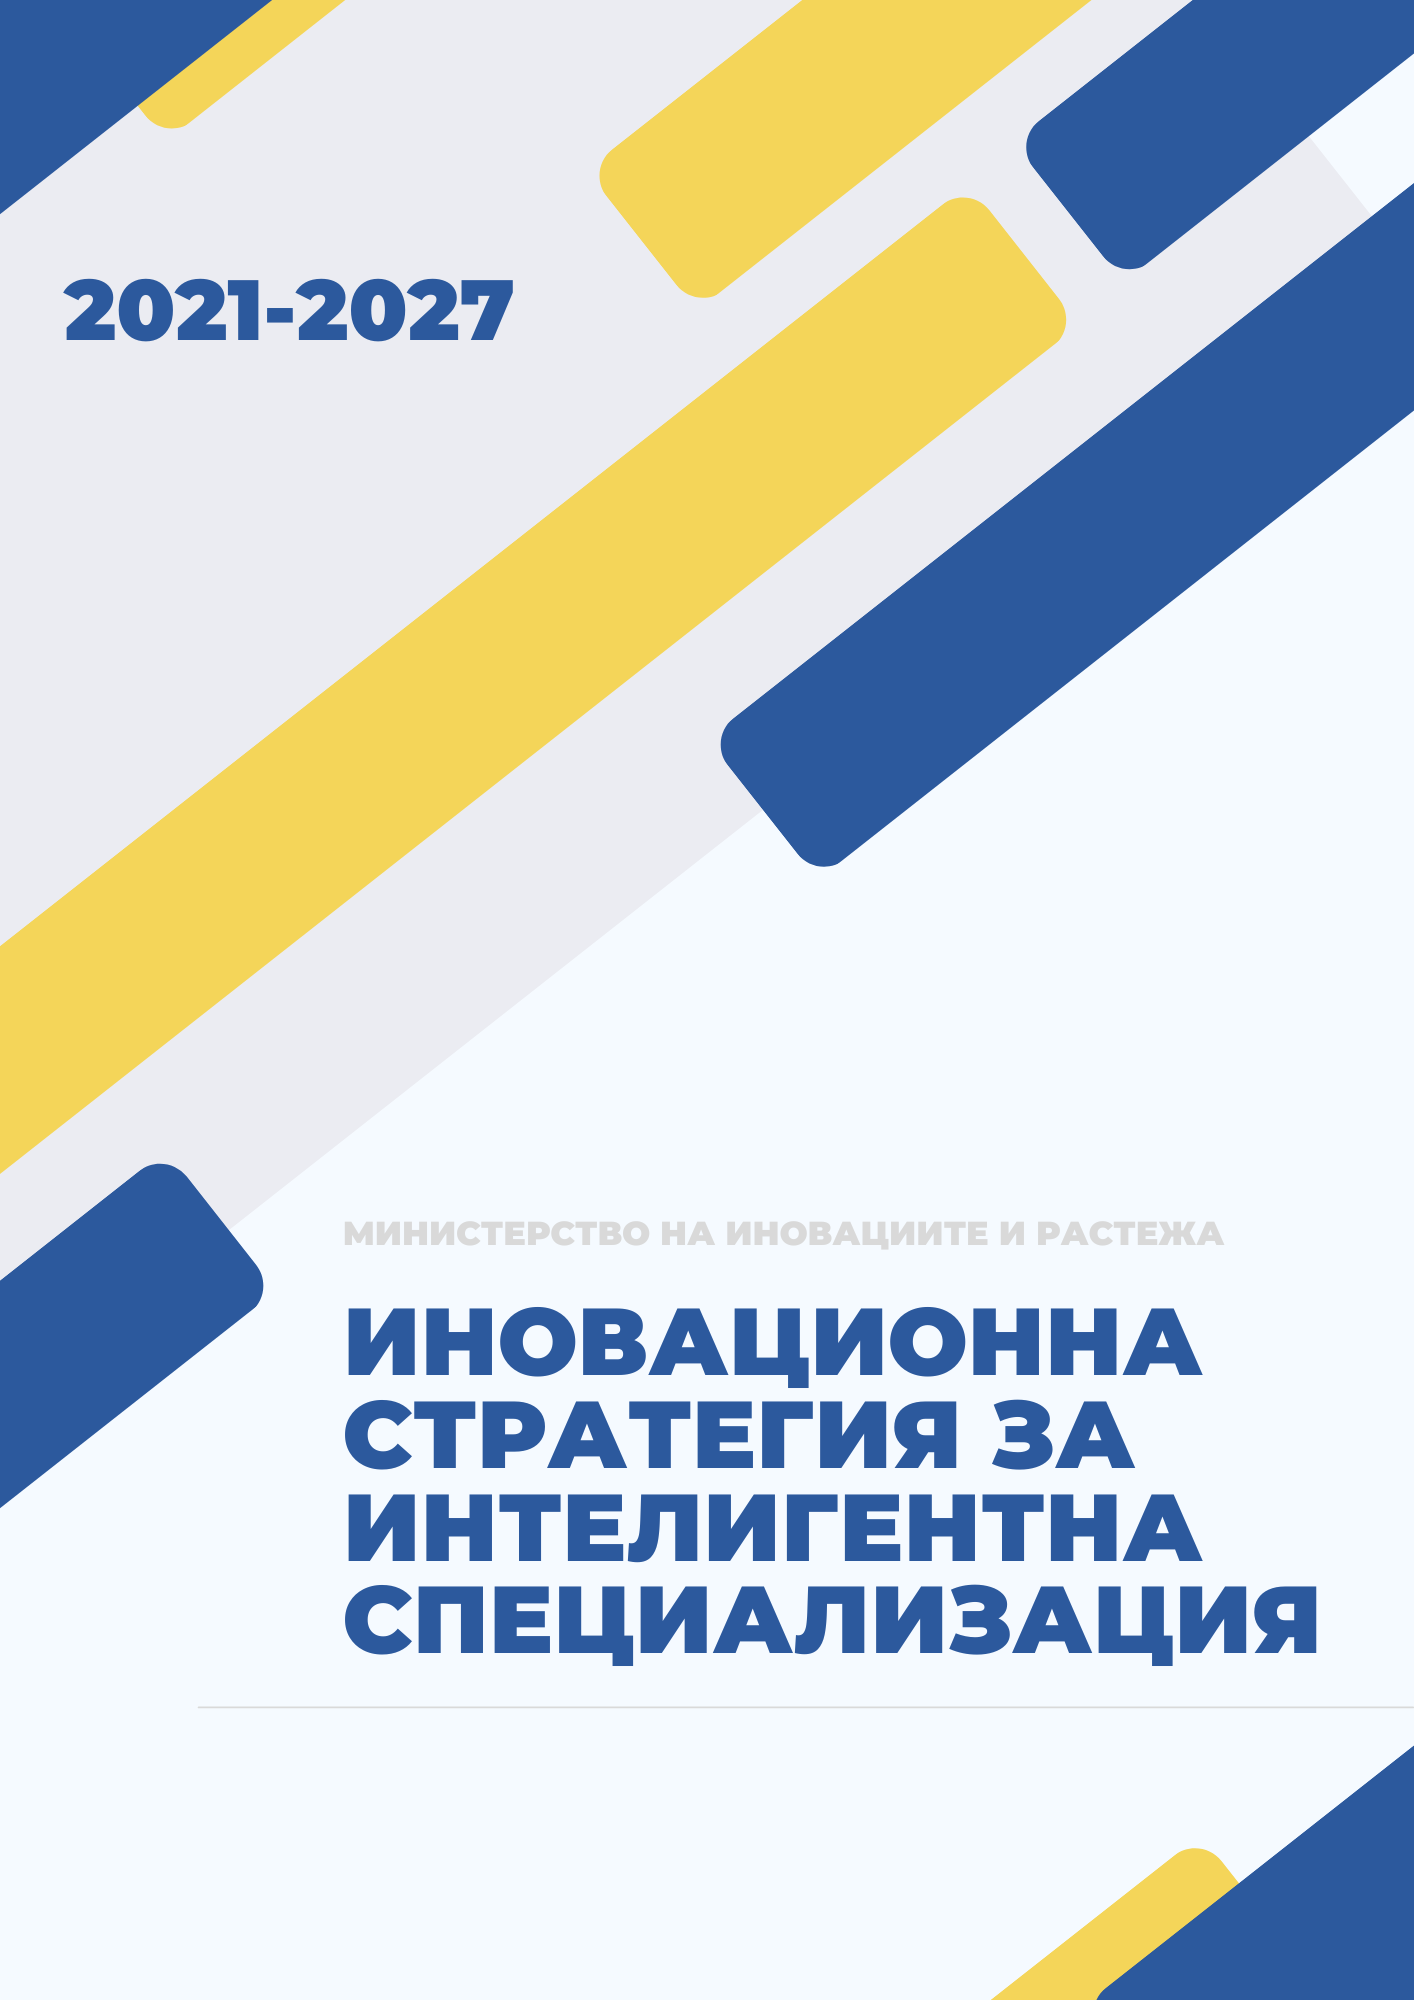 2021-2027
МИНИСТЕРСТВО НА ИНОВАЦИИТЕ И РАСТЕЖА
ИНОВАЦИОННА
СТРАТЕГИЯ ЗА
ИНТЕЛИГЕНТНА
СПЕЦИАЛИЗАЦИЯ